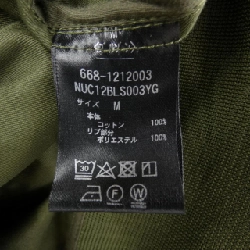 668-1212003
NUC12BLS003YG
サイズ M
本体
コットン 100%
リブ部分
ポリエステル 100%
30
P F W